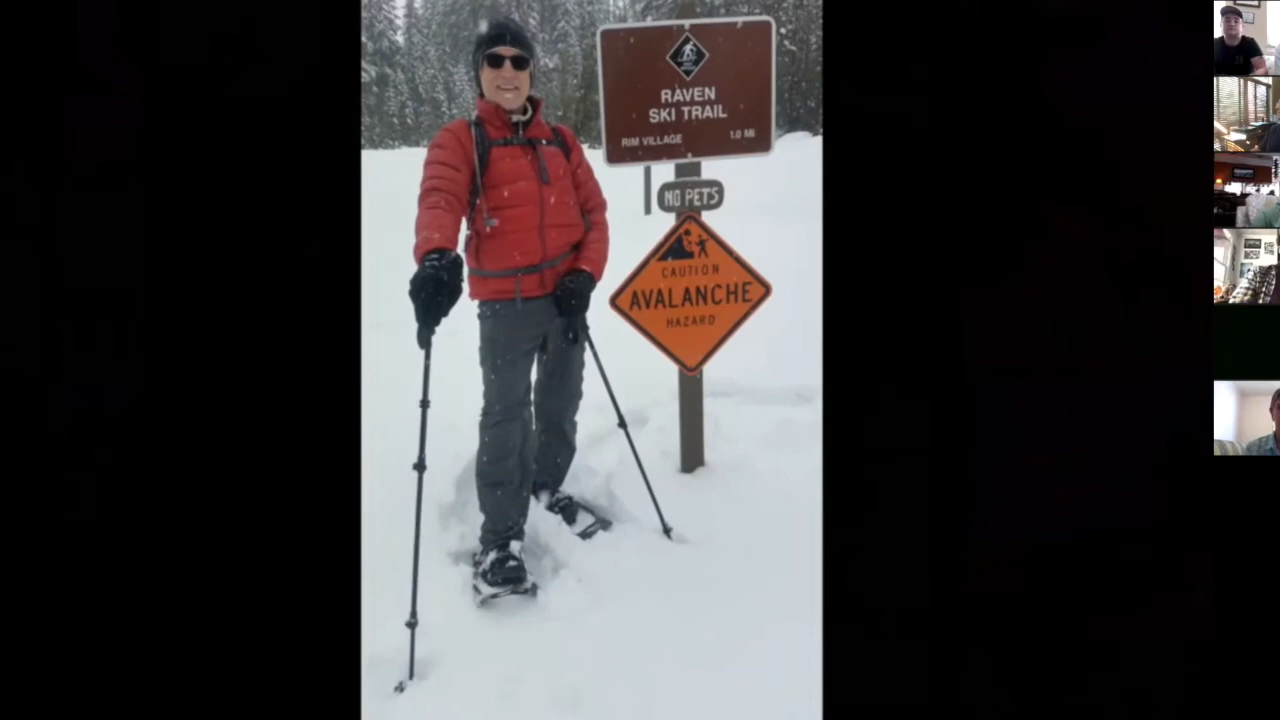 RAVEN
SKI TRAIL
RIM VILLAGE 1.0 MI
NO PETS
CAUTION
AVALANCHE
HAZARD